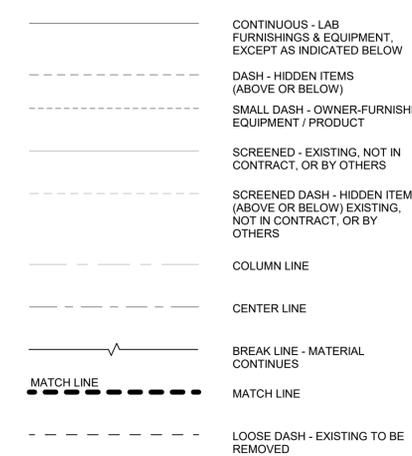 CONTINUOUS - LAB
FURNISHINGS & EQUIPMENT,
EXCEPT AS INDICATED BELOW
DASH - HIDDEN ITEMS
(ABOVE OR BELOW)
SMALL DASH - OWNER-FURNISH
EQUIPMENT / PRODUCT
SCREENED - EXISTING, NOT IN
CONTRACT, OR BY OTHERS
SCREENED DASH - HIDDEN ITEM
(ABOVE OR BELOW) EXISTING,
NOT IN CONTRACT, OR BY
OTHERS
COLUMN LINE
CENTER LINE
BREAK LINE - MATERIAL
CONTINUES
MATCH LINE
MATCH LINE
LOOSE DASH - EXISTING TO BE
REMOVED